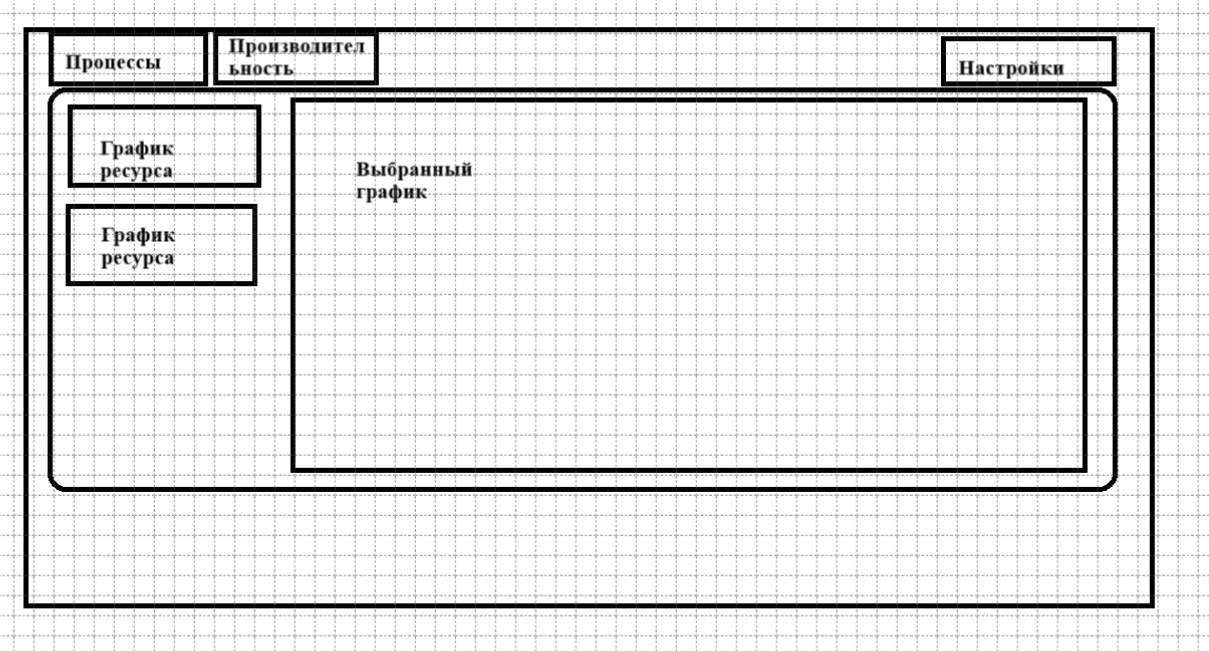 Процессы
Производител
ьность
Настройки
График
ресурса
Выбранный
график
График
ресурса